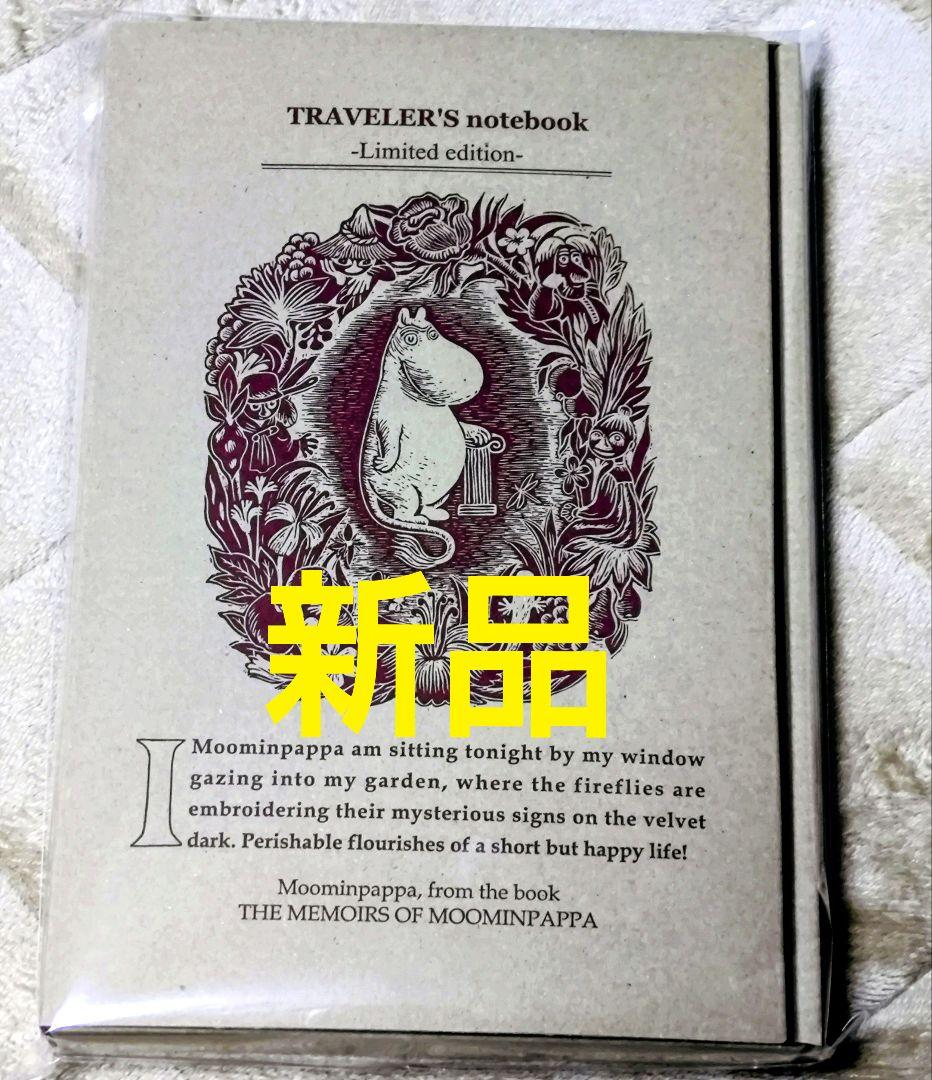 TRAVELER'S notebook
-Limited edition-
新品
I Moominpappa am sitting tonight by my window
gazing into my garden, where the fireflies are
embroidering their mysterious signs on the velvet
dark. Perishable flourishes of a short but happy life!
Moominpappa, from the book
THE MEMOIRS OF MOOMINPAPPA